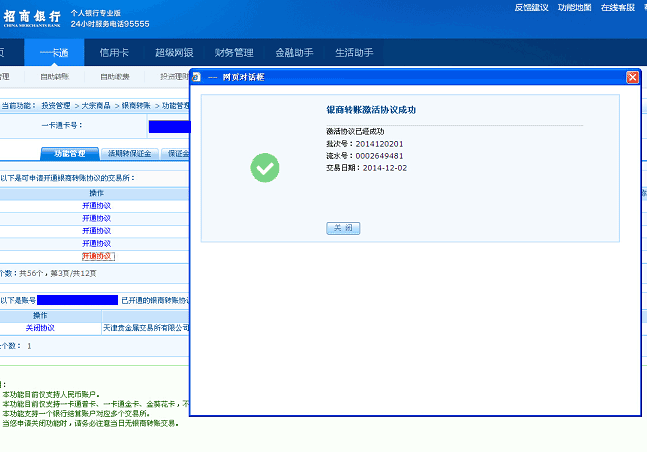 招商银行 个人银行专业版
CHINA MERCHANTS BANK 24小时服务电话95555
反馈建议 功能地图 在线客服
页 一卡通 信用卡 超级网银 财富管理 金融助手 生活助手
管理 自助转账 自助缴费 投资理财
网页对话框
当前功能: 投资管理 > 大宗商品 > 银商转账 > 功能管理
一卡通卡号:
功能管理 活期转保证金 保证金
以下是可申请开通银商转账协议的交易所:
操作
开通协议
开通协议
开通协议
开通协议
开通协议
个数:共56个,第3页/共12页
以下是账号 已开通的银商转账协议
操作
关闭协议 天津贵金属交易所有限公司
个数: 1
本功能目前仅支持人民币账户。
本功能目前仅支持一卡通普卡、一卡通金卡、金葵花卡,不
本功能支持一个银行结算账户对应多个交易所。
当您申请关闭功能时,请务必注意当日无银商转账交易。
银商转账激活协议成功
激活协议已经成功
批次号:2014120201
流水号:0002649481
交易日期:2014-12-02
关 闭